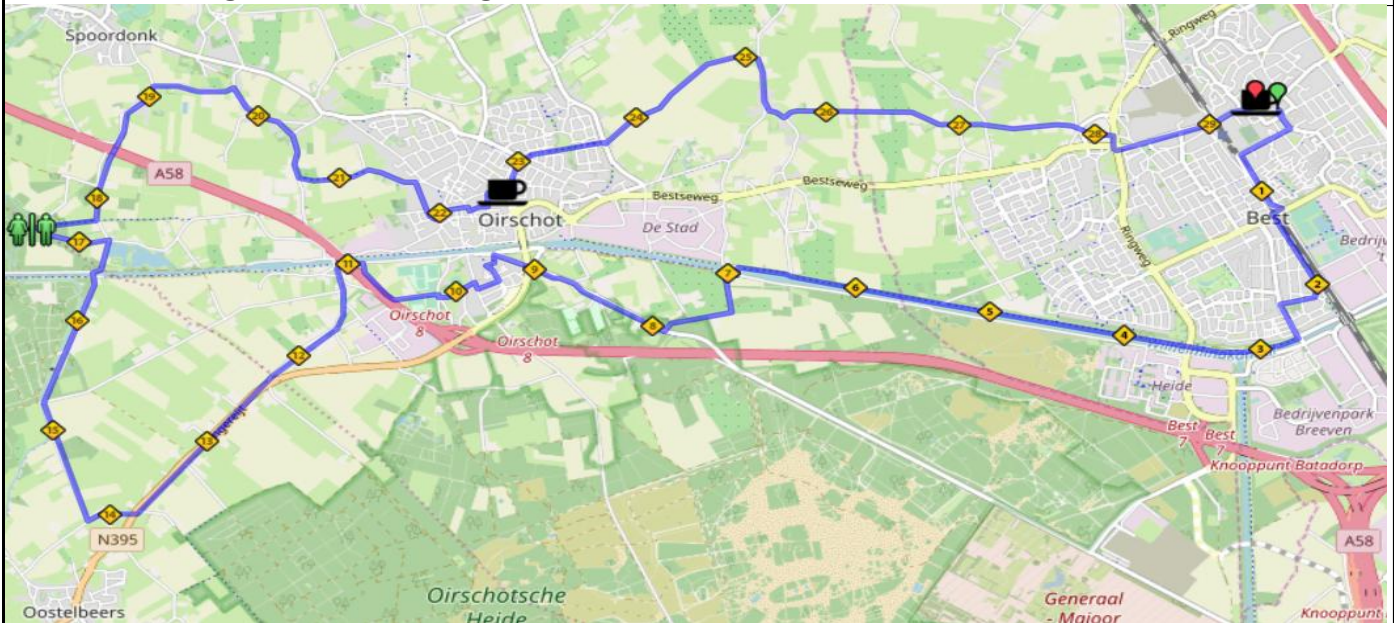 Spoordonk
Ringweg
25
19
20
24
26
27
28
29
23
A58
21
18
22
Bestseweg
Bestseweg
1
Oirschot
De Stad
Best
17
Ringweg
11
9
7
2
10
6
16
Oirschot
8
8
5
4
Oirschot
8
12
3
Heide
15
13
Best
7
Best
7
Bedrijvenpark
Breeven
Knooppunt Batadorp
14
N395
A58
Oirschotsche
Heide
Generaal
- Majoor
Oostelbeers
Knooppunt